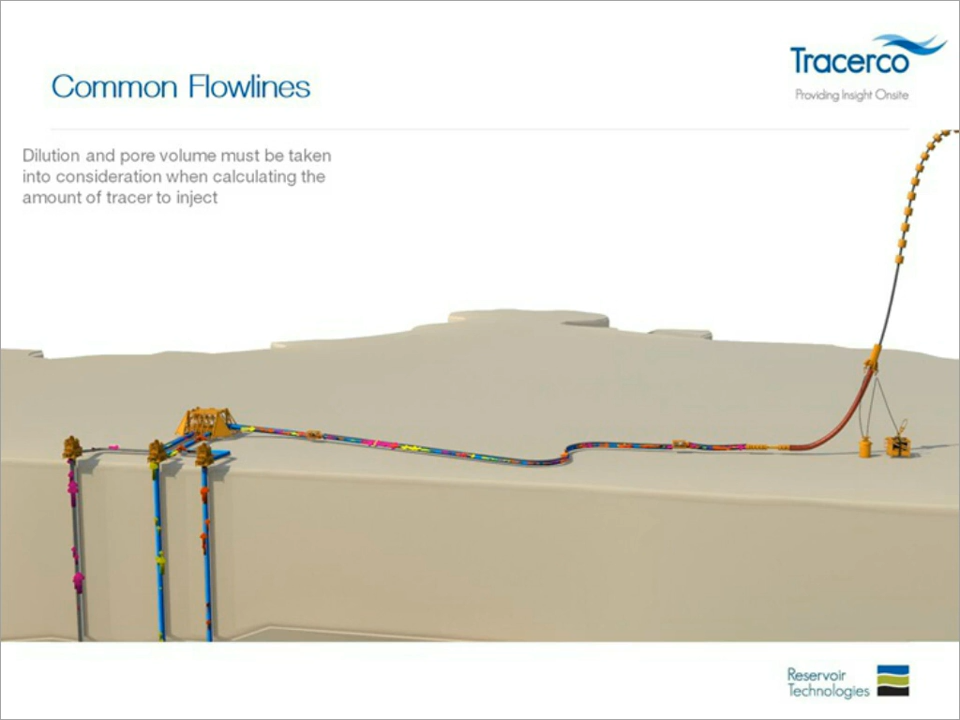 Common Flowlines
Tracerco
Providing Insight Onsite
Dilution and pore volume must be taken
into consideration when calculating the
amount of tracer to inject
Reservoir
Technologies